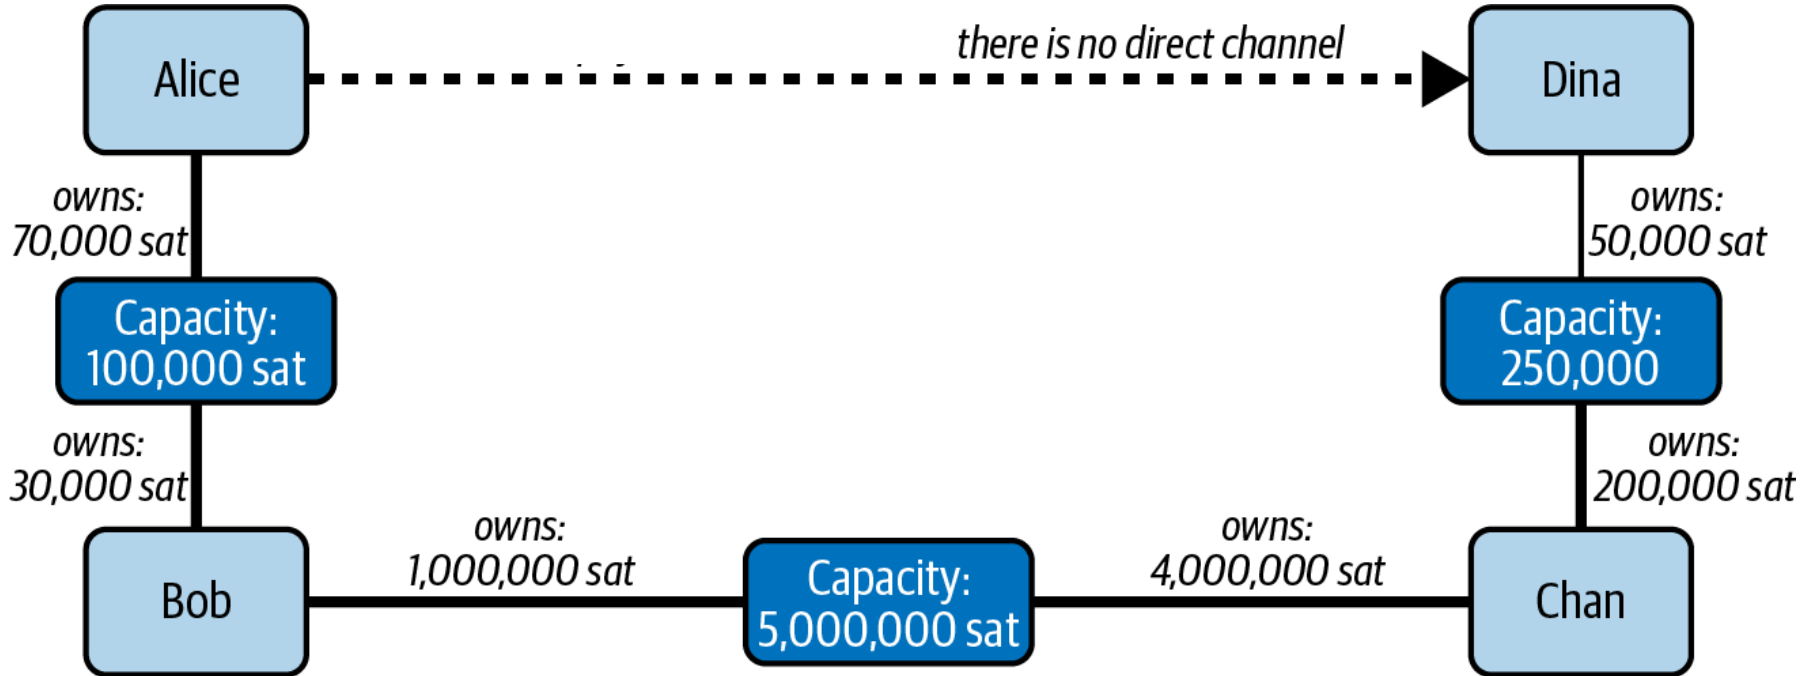 there is no direct channel
Alice
Dina
owns:
70,000 sat
owns:
50,000 sat
Capacity:
100,000 sat
Capacity:
250,000
owns:
30,000 sat
owns:
200,000 sat
owns:
1,000,000 sat
owns:
4,000,000 sat
Bob
Capacity:
5,000,000 sat
Chan